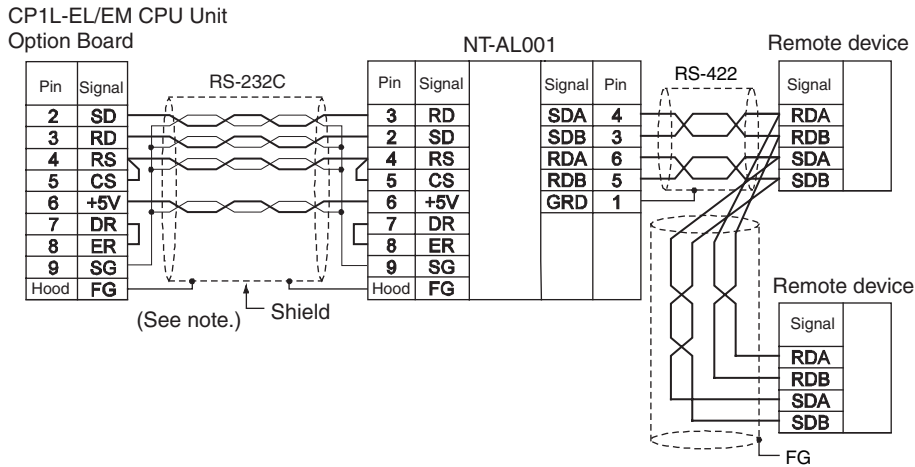 CP1L-EL/EM CPU Unit
Option Board
NT-AL001
Remote device
RS-232C
RS-422
Pin Signal
2 SD
3 RD
4 RS
5 CS
6 +5V
7 DR
8 ER
9 SG
Hood FG
Pin Signal
3 RD
2 SD
4 RS
5 CS
6 +5V
7 DR
8 ER
9 SG
Hood FG
Signal Pin
SDA 4
SDB 3
RDA 6
RDB 5
GRD 1
Signal
RDA
RDB
SDA
SDB
(See note.)
Shield
Remote device
Signal
RDA
RDB
SDA
SDB
FG